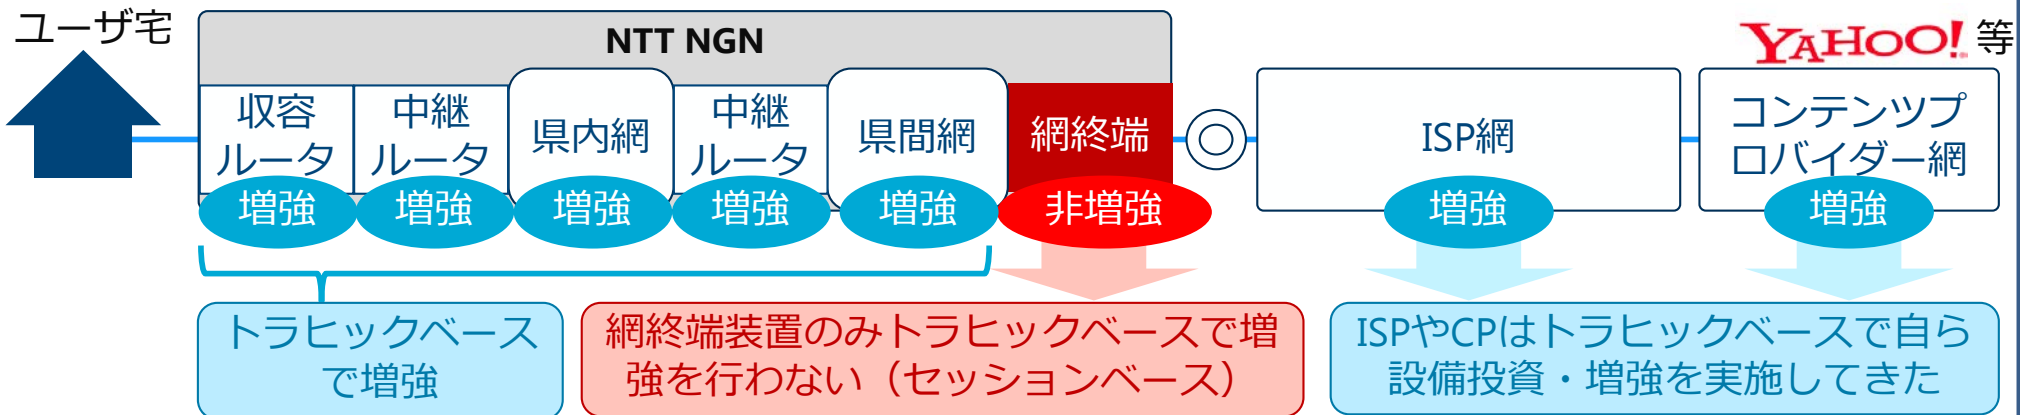 ユーザ宅
NTT NGN
YAHOO! 等
収容
ルータ
中継
ルータ
県内網
中継
ルータ
県間網
網終端
ISP網
コンテンツプ
ロバイダー網
増強
増強
増強
増強
増強
非増強
増強
増強
トラヒックベース
で増強
網終端装置のみトラヒックベースで増
強を行わない（セッションベース）
ISPやCPはトラヒックベースで自ら
設備投資・増強を実施してきた